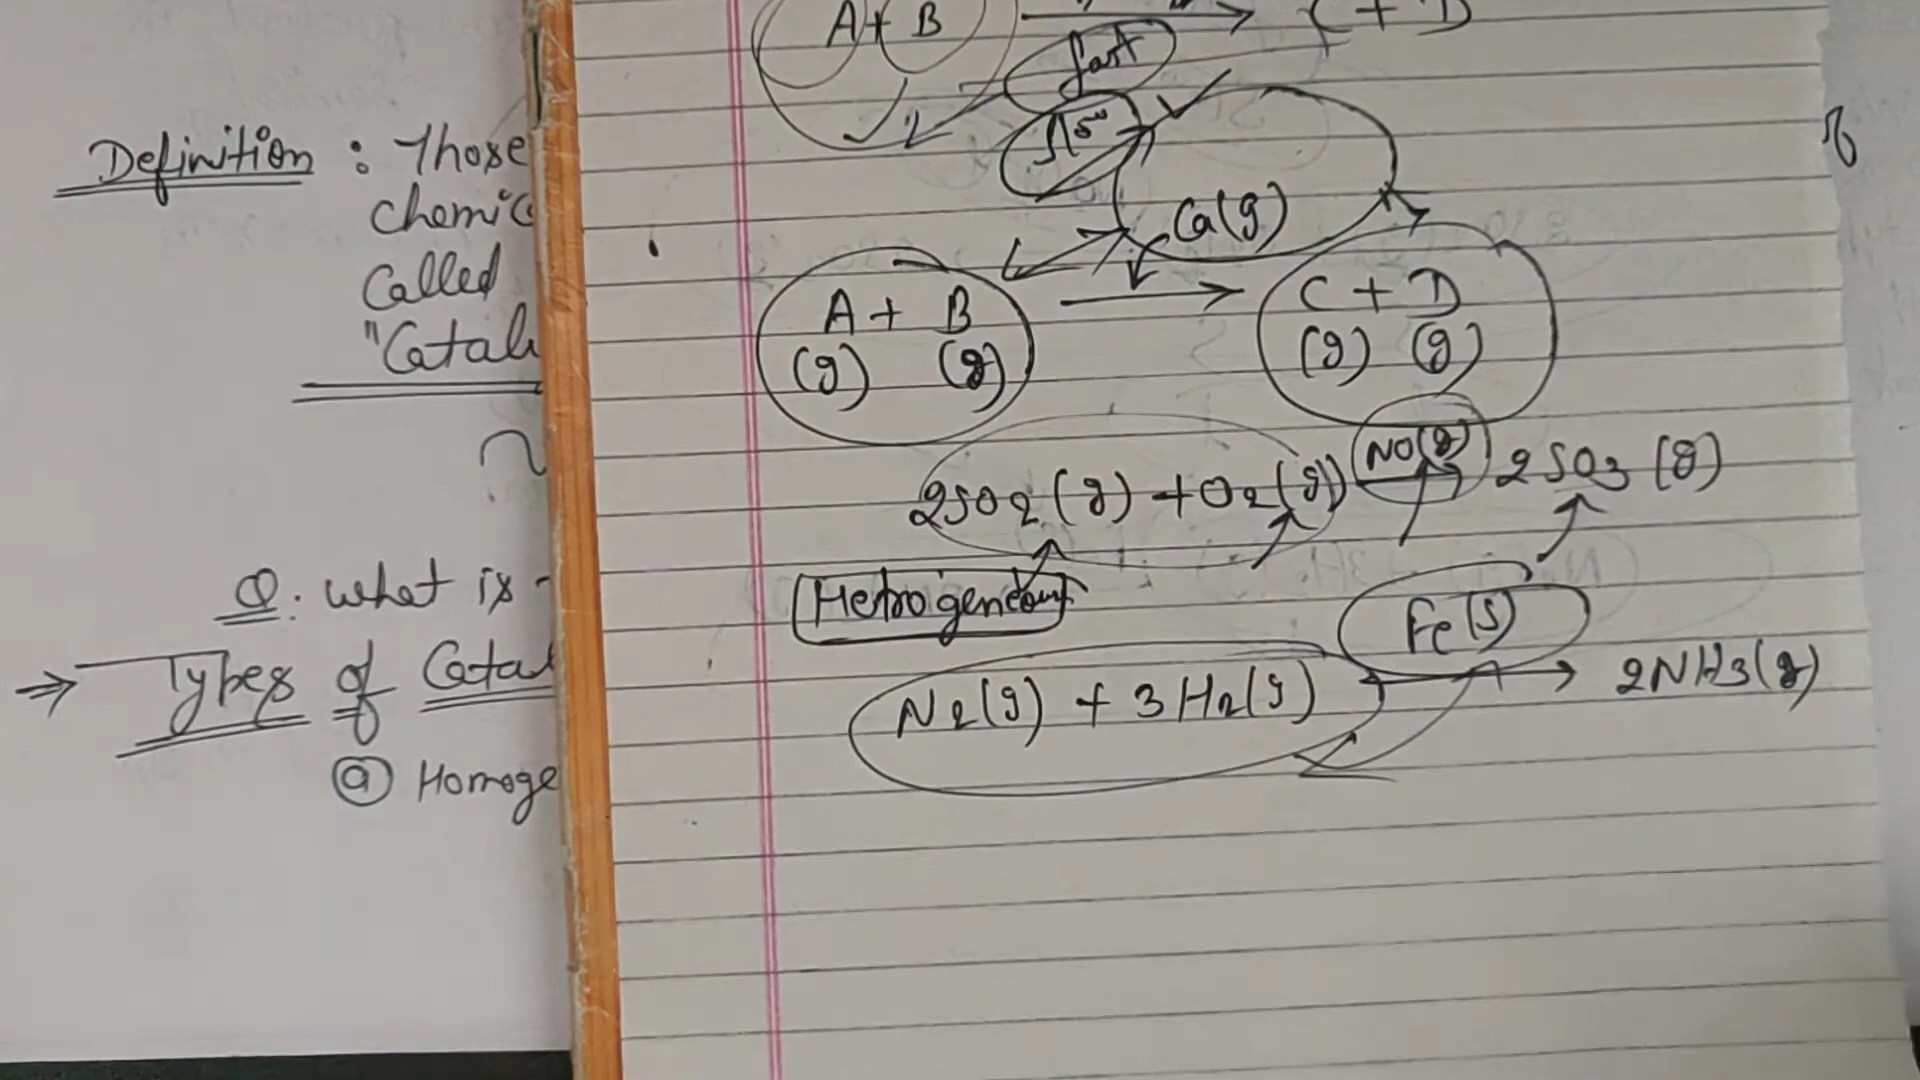 Definition : Those
chemic
called
"Catal
Q. what is
⇒ Types of Catal
ⓐ Homoge
A + B → C + D
fast
Ca(g)
A + B → C + D
(g) (g) (g) (g)
NO(g)
2SO2(g) + O2(g) → 2SO3(g)
Hetrogeneous
Fe(s)
N2(g) + 3H2(g) → 2NH3(g)